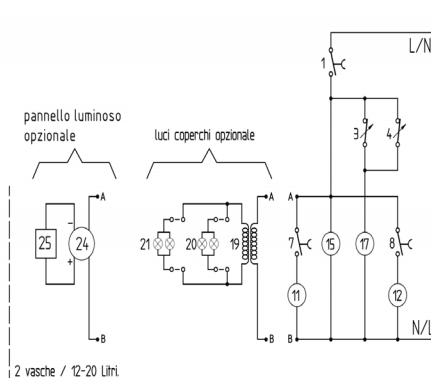 L/N
1
pannello luminoso
opzionale
luci coperchi opzionale
3 4
A A A
25 - + 24
21 20 19
7 15 17 8
11 12
B B B
N/L
2 vasche / 12-20 Litri.